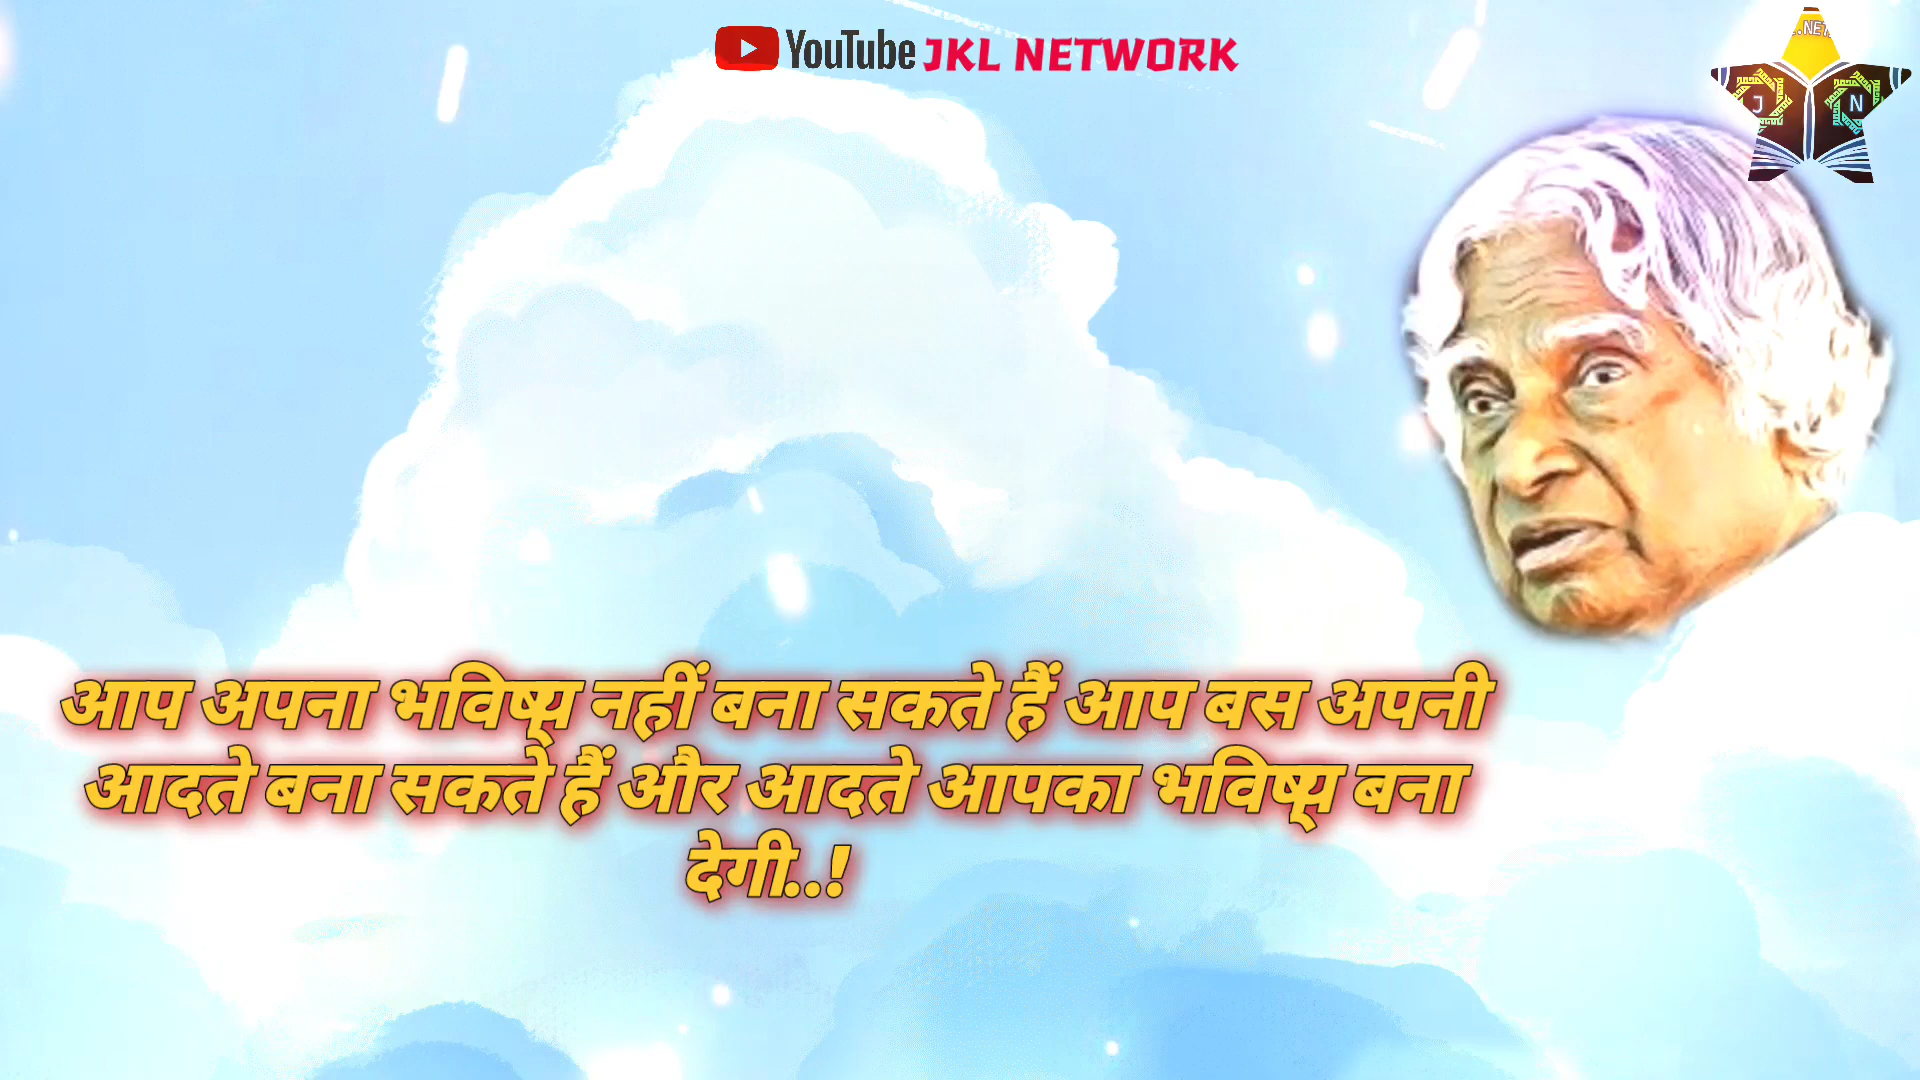 YouTube JKL NETWORK
.NET
J N
आप अपना भविष्य नहीं बना सकते हैं आप बस अपनी
आदते बना सकते हैं और आदते आपका भविष्य बना
देगी..!